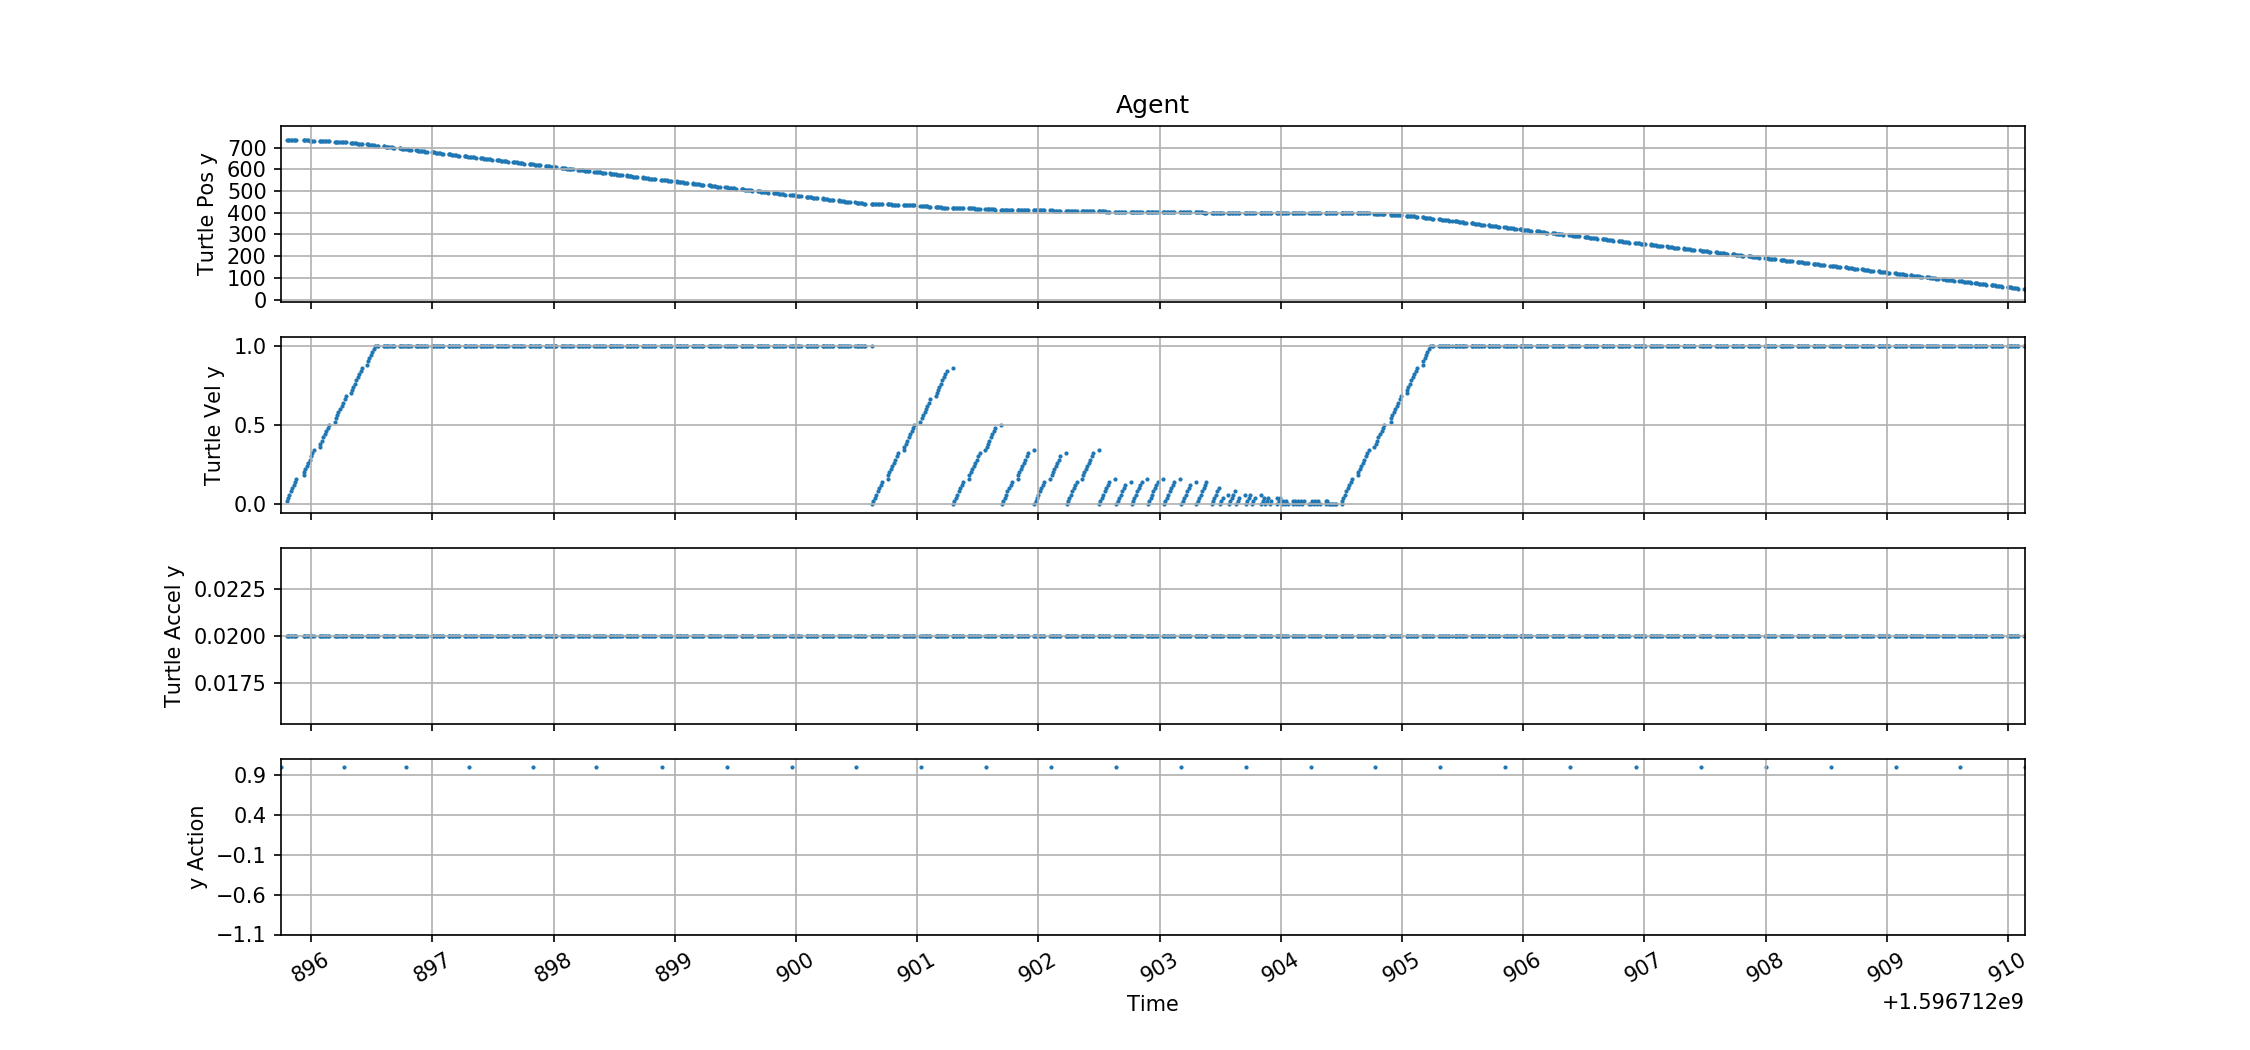 Agent
Turtle Pos y
700
600
500
400
300
200
100
0
Turtle Vel y
1.0
0.5
0.0
Turtle Accel y
0.0225
0.0200
0.0175
y Action
0.9
0.4
−0.1
−0.6
−1.1
896 897 898 899 900 901 902 903 904 905 906 907 908 909 910
Time
+1.596712e9